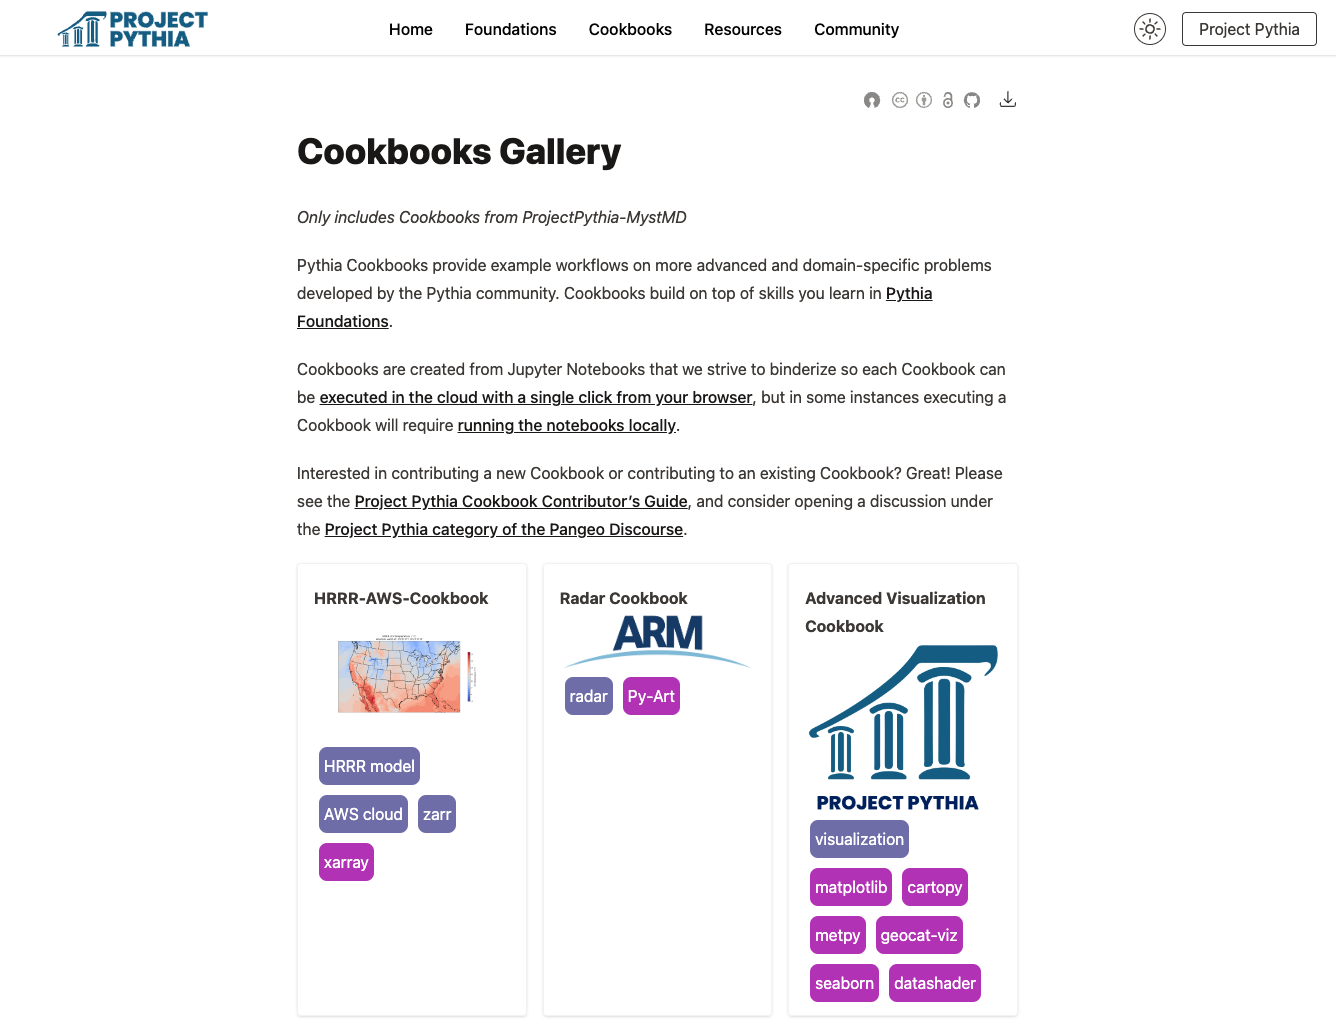 PROJECT
PYTHIA
Home Foundations Cookbooks Resources Community
Project Pythia
Cookbooks Gallery
Only includes Cookbooks from ProjectPythia-MystMD
Pythia Cookbooks provide example workflows on more advanced and domain-specific problems
developed by the Pythia community. Cookbooks build on top of skills you learn in Pythia
Foundations.
Cookbooks are created from Jupyter Notebooks that we strive to binderize so each Cookbook can
be executed in the cloud with a single click from your browser, but in some instances executing a
Cookbook will require running the notebooks locally.
Interested in contributing a new Cookbook or contributing to an existing Cookbook? Great! Please
see the Project Pythia Cookbook Contributor’s Guide, and consider opening a discussion under
the Project Pythia category of the Pangeo Discourse.
HRRR-AWS-Cookbook
HRRR model
AWS cloud zarr
xarray
Radar Cookbook
ARM
radar Py-Art
Advanced Visualization
Cookbook
PROJECT PYTHIA
visualization
matplotlib cartopy
metpy geocat-viz
seaborn datashader